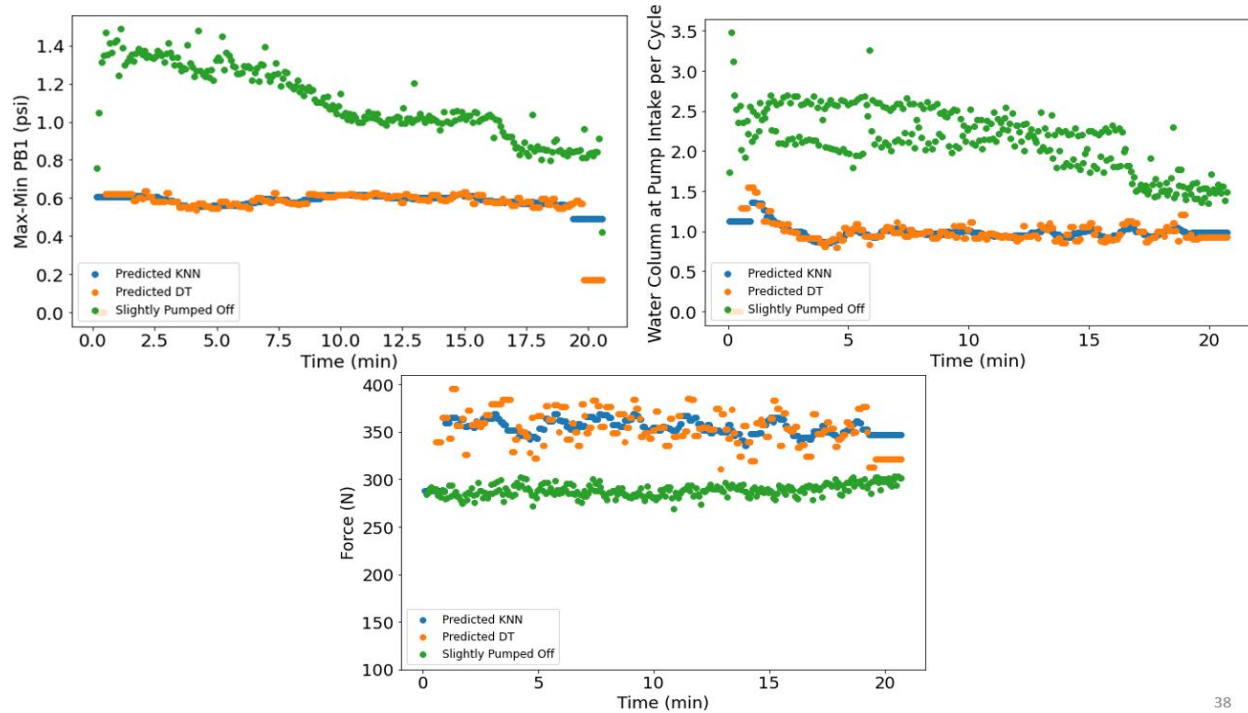 Max-Min PB1 (psi)
1.4
1.2
1.0
0.8
0.6
0.4
0.2
0.0
Predicted KNN
Predicted DT
Slightly Pumped Off
0.0 2.5 5.0 7.5 10.0 12.5 15.0 17.5 20.0
Time (min)
Water Column at Pump Intake per Cycle
3.5
3.0
2.5
2.0
1.5
1.0
0.5
0.0
Predicted KNN
Predicted DT
Slightly Pumped Off
0 5 10 15 20
Time (min)
Force (N)
400
350
300
250
200
150
100
Predicted KNN
Predicted DT
Slightly Pumped Off
0 5 10 15 20
Time (min)
38